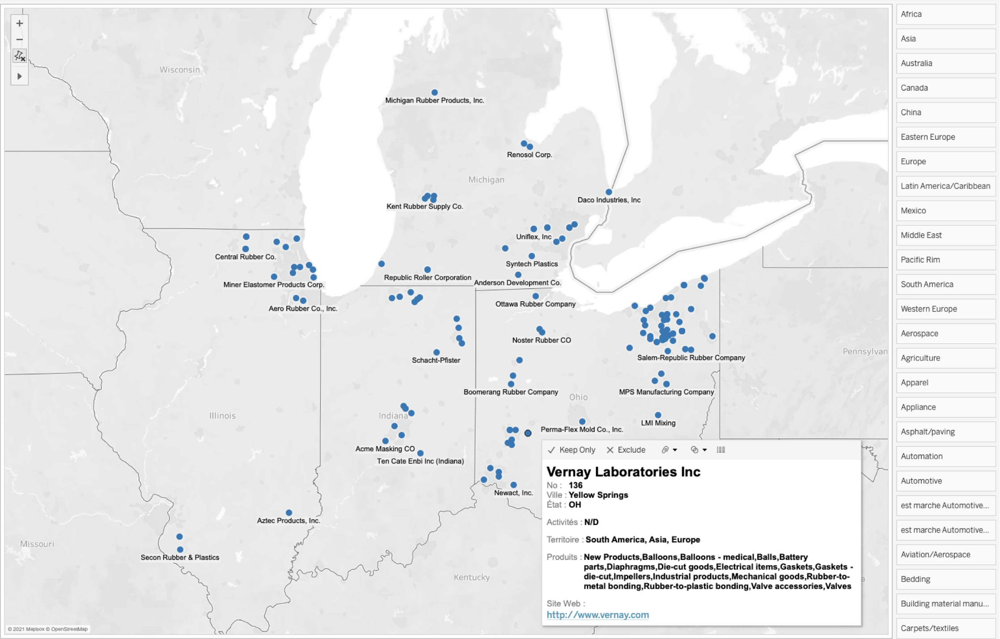 Wisconsin
Michigan Rubber Products, Inc.
Renosol Corp.
Michigan
Daco Industries, Inc
Kent Rubber Supply Co.
Uniflex, Inc
Central Rubber Co.
Syntech Plastics
Republic Roller Corporation
Anderson Development Co.
Miner Elastomer Products Corp.
Ottawa Rubber Company
Aero Rubber Co., Inc.
Noster Rubber CO
Pennsylvan
Schacht-Pfister
Salem-Republic Rubber Company
Boomerang Rubber Company
MPS Manufacturing Company
Ohio
Illinois
Indiana
LMI Mixing
Perma-Flex Mold Co., Inc.
Acme Masking CO
Ten Cate Enbi Inc (Indiana)
Newact, Inc.
Aztec Products, Inc.
Missouri
Secon Rubber & Plastics
Kentucky
Keep Only Exclude
Vernay Laboratories Inc
No : 136
Ville : Yellow Springs
État : OH
Activités : N/D
Territoire : South America, Asia, Europe
Produits : New Products,Balloons,Balloons - medical,Balls,Battery
parts,Diaphragms,Die-cut goods,Electrical items,Gaskets,Gaskets -
die-cut,Impellers,Industrial products,Mechanical goods,Rubber-to-
metal bonding,Rubber-to-plastic bonding,Valve accessories,Valves
Site Web :
http://www.vernay.com
© 2021 Mapbox © OpenStreetMap
Africa
Asia
Australia
Canada
China
Eastern Europe
Europe
Latin America/Caribbean
Mexico
Middle East
Pacific Rim
South America
Western Europe
Aerospace
Agriculture
Apparel
Appliance
Asphalt/paving
Automation
Automotive
est marche Automotive...
est marche Automotive...
Aviation/Aerospace
Bedding
Building material manu...
Carpets/textiles